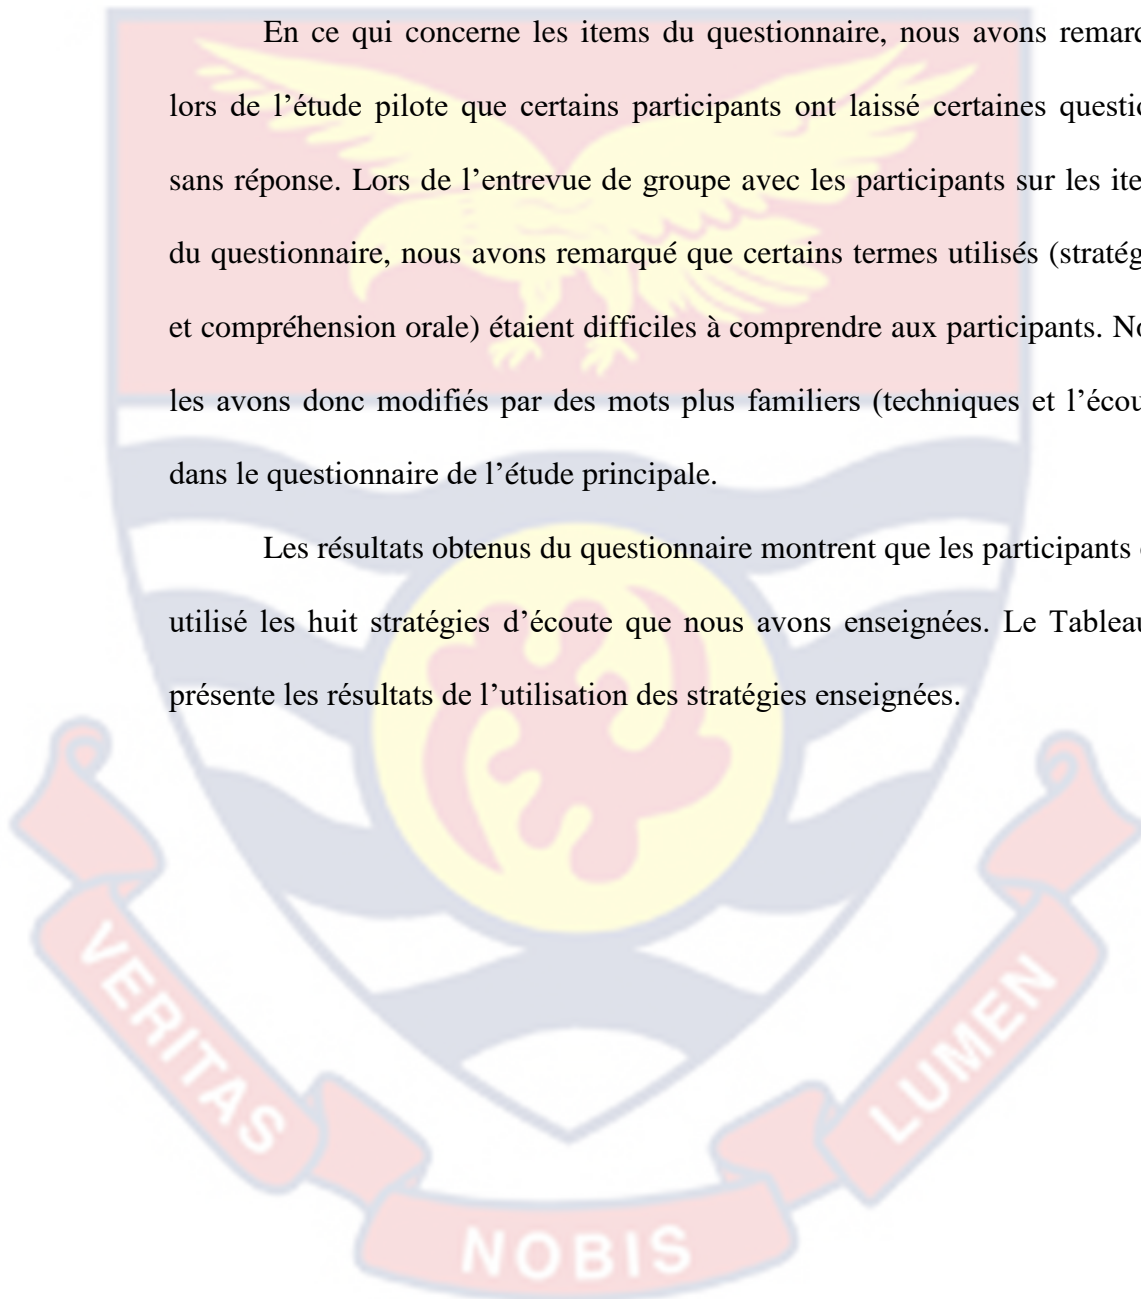 En ce qui concerne les items du questionnaire, nous avons remarq
lors de l’étude pilote que certains participants ont laissé certaines questio
sans réponse. Lors de l’entrevue de groupe avec les participants sur les ite
du questionnaire, nous avons remarqué que certains termes utilisés (stratég
et compréhension orale) étaient difficiles à comprendre aux participants. No
les avons donc modifiés par des mots plus familiers (techniques et l’écou
dans le questionnaire de l’étude principale.
Les résultats obtenus du questionnaire montrent que les participants
utilisé les huit stratégies d’écoute que nous avons enseignées. Le Tableau
présente les résultats de l’utilisation des stratégies enseignées.
VERITAS
NOBIS
LUMEN